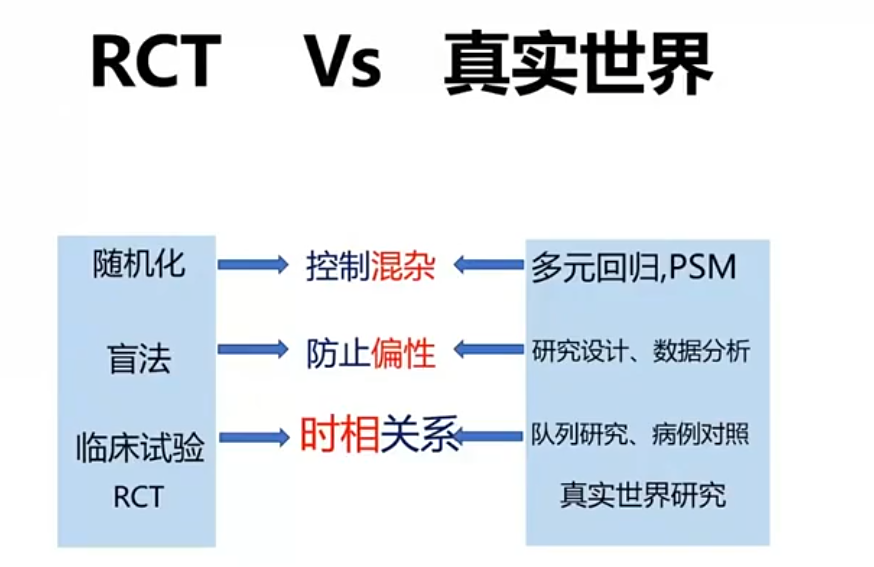 RCT Vs 真实世界
随机化 控制混杂 多元回归,PSM
盲法 防止偏性 研究设计、数据分析
临床试验 时相关系 队列研究、病例对照
RCT 真实世界研究